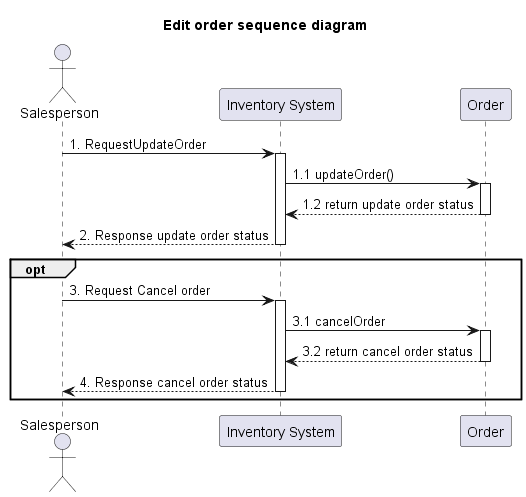 Edit order sequence diagram
Salesperson
Inventory System
Order
1. RequestUpdateOrder
1.1 updateOrder()
1.2 return update order status
2. Response update order status
opt
3. Request Cancel order
3.1 cancelOrder
3.2 return cancel order status
4. Response cancel order status
Salesperson
Inventory System
Order